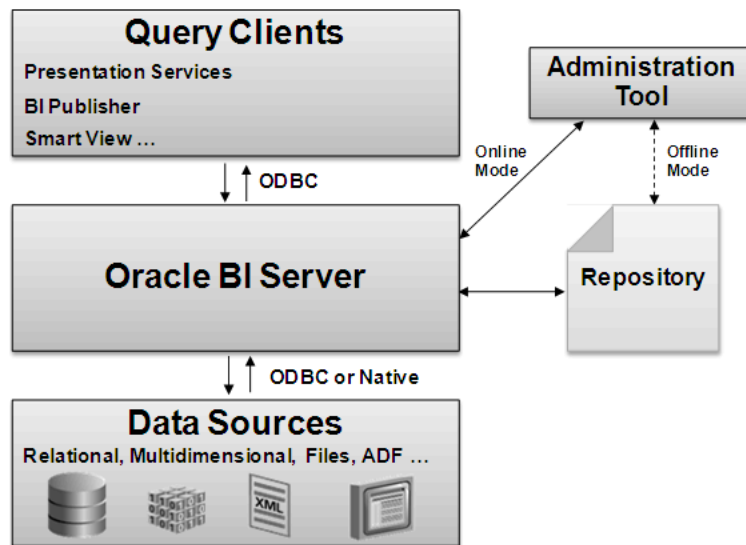 Query Clients
Presentation Services
BI Publisher
Smart View ...
Administration
Tool
Online
Mode
Offline
Mode
ODBC
Oracle BI Server
Repository
ODBC or Native
Data Sources
Relational, Multidimensional, Files, ADF ...
XML